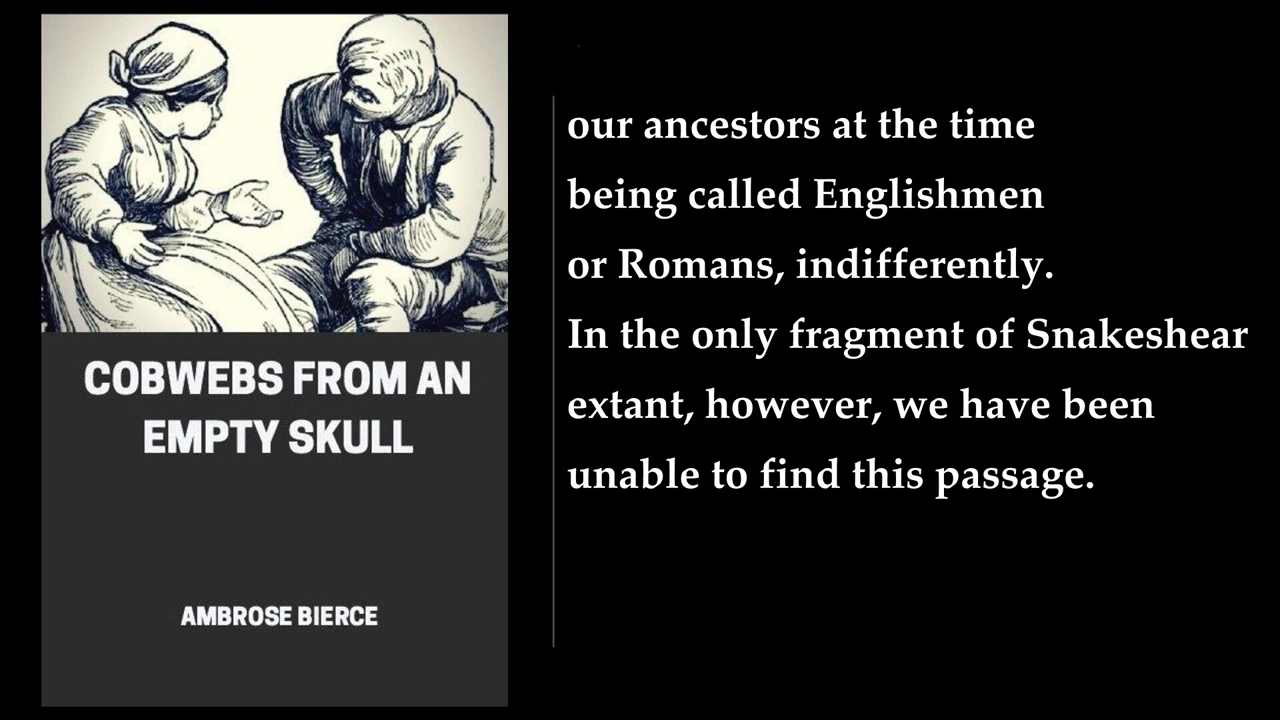 COBWEBS FROM AN
EMPTY SKULL
AMBROSE BIERCE
our ancestors at the time
being called Englishmen
or Romans, indifferently.
In the only fragment of Snakeshear
extant, however, we have been
unable to find this passage.